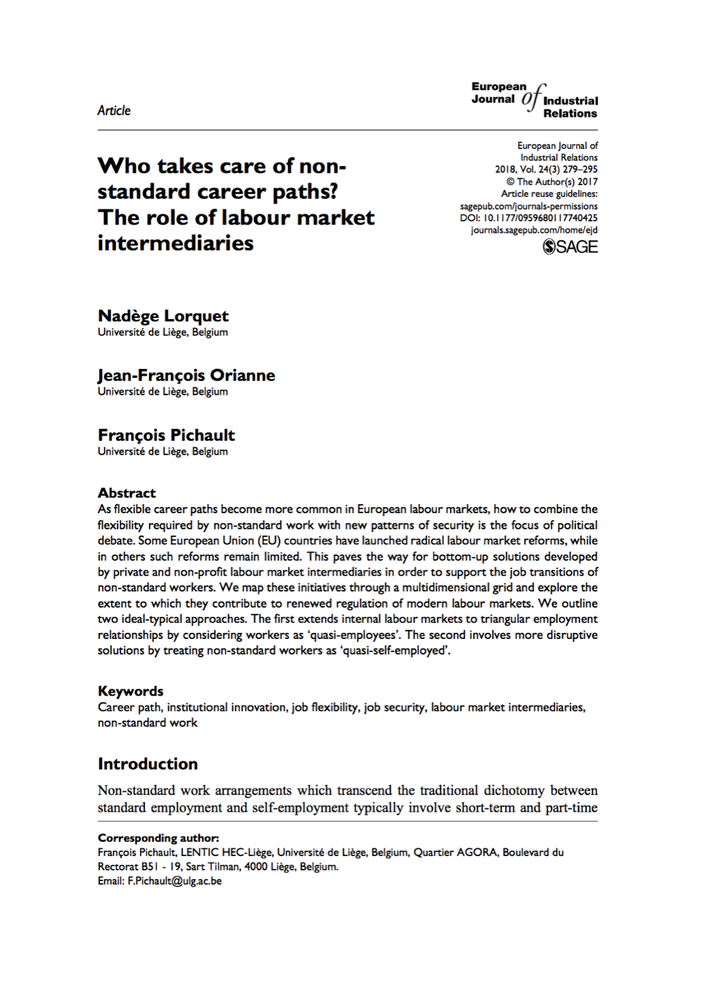 European
Journal of Industrial
Relations
Article
European Journal of
Industrial Relations
2018, Vol. 24(3) 279–295
© The Author(s) 2017
Article reuse guidelines:
sagepub.com/journals-permissions
DOI: 10.1177/0959680117740425
journals.sagepub.com/home/ejd
SAGE
Who takes care of non-
standard career paths?
The role of labour market
intermediaries
Nadège Lorquet
Université de Liège, Belgium
Jean-François Orianne
Université de Liège, Belgium
François Pichault
Université de Liège, Belgium
Abstract
As flexible career paths become more common in European labour markets, how to combine the
flexibility required by non-standard work with new patterns of security is the focus of political
debate. Some European Union (EU) countries have launched radical labour market reforms, while
in others such reforms remain limited. This paves the way for bottom-up solutions developed
by private and non-profit labour market intermediaries in order to support the job transitions of
non-standard workers. We map these initiatives through a multidimensional grid and explore the
extent to which they contribute to renewed regulation of modern labour markets. We outline
two ideal-typical approaches. The first extends internal labour markets to triangular employment
relationships by considering workers as ‘quasi-employees’. The second involves more disruptive
solutions by treating non-standard workers as ‘quasi-self-employed’.
Keywords
Career path, institutional innovation, job flexibility, job security, labour market intermediaries,
non-standard work
Introduction
Non-standard work arrangements which transcend the traditional dichotomy between
standard employment and self-employment typically involve short-term and part-time
Corresponding author:
François Pichault, LENTIC HEC-Liège, Université de Liège, Belgium, Quartier AGORA, Boulevard du
Rectorat B51 - 19, Sart Tilman, 4000 Liège, Belgium.
Email: F.Pichault@ulg.ac.be